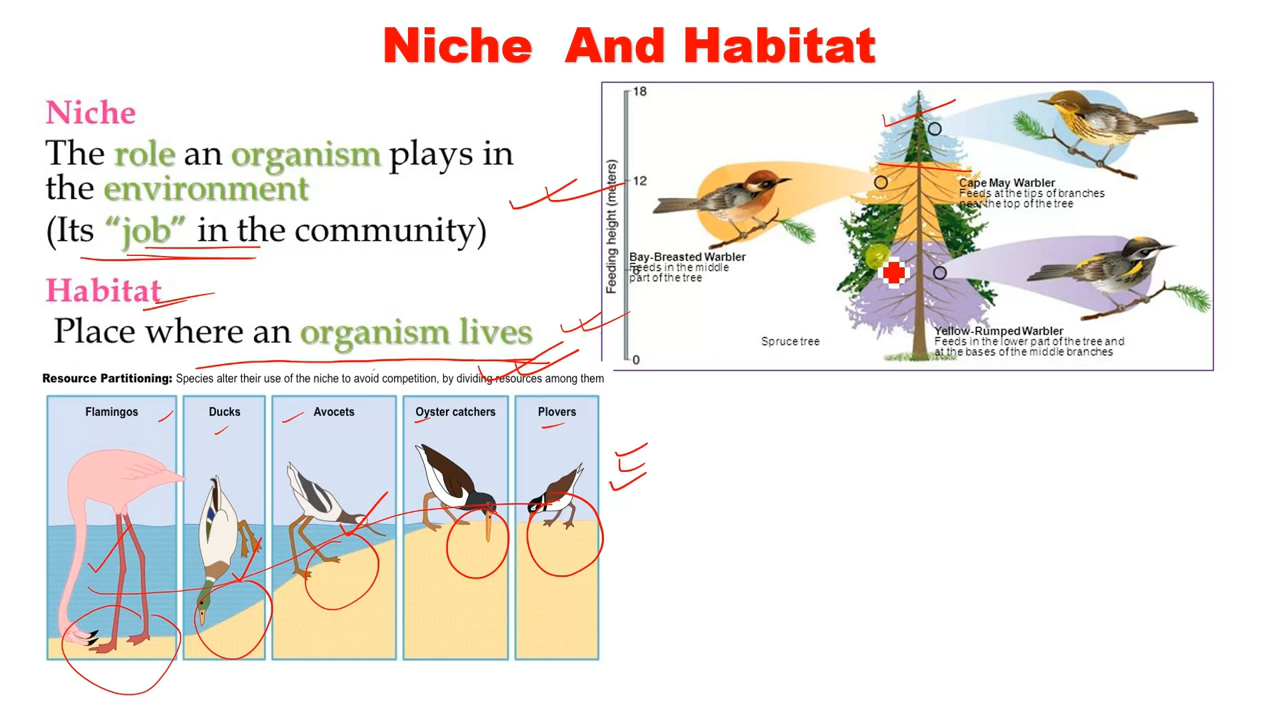 Niche And Habitat
Niche
The role an organism plays in
the environment
(Its “job” in the community)
Habitat
Place where an organism lives
Resource Partitioning: Species alter their use of the niche to avoid competition, by dividing resources among them
Flamingos
Ducks
Avocets
Oyster catchers
Plovers
Feeding height (meters)
18
12
6
0
Cape May Warbler
Feeds at the tips of branches
near the top of the tree
Bay-Breasted Warbler
Feeds in the middle
part of the tree
Spruce tree
Yellow-Rumped Warbler
Feeds in the lower part of the tree and
at the bases of the middle branches